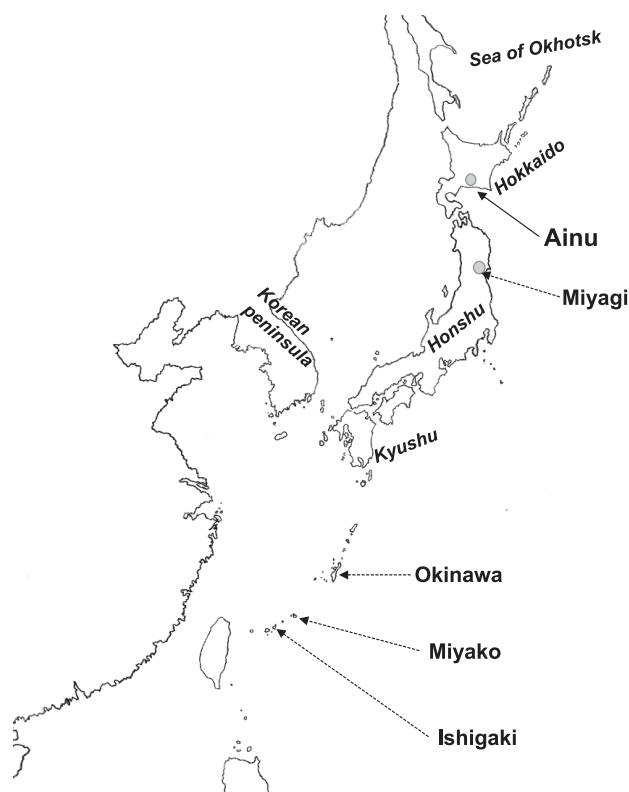 Sea of Okhotsk
Hokkaido
Ainu
Miyagi
Korean
peninsula
Honshu
Kyushu
Okinawa
Miyako
Ishigaki